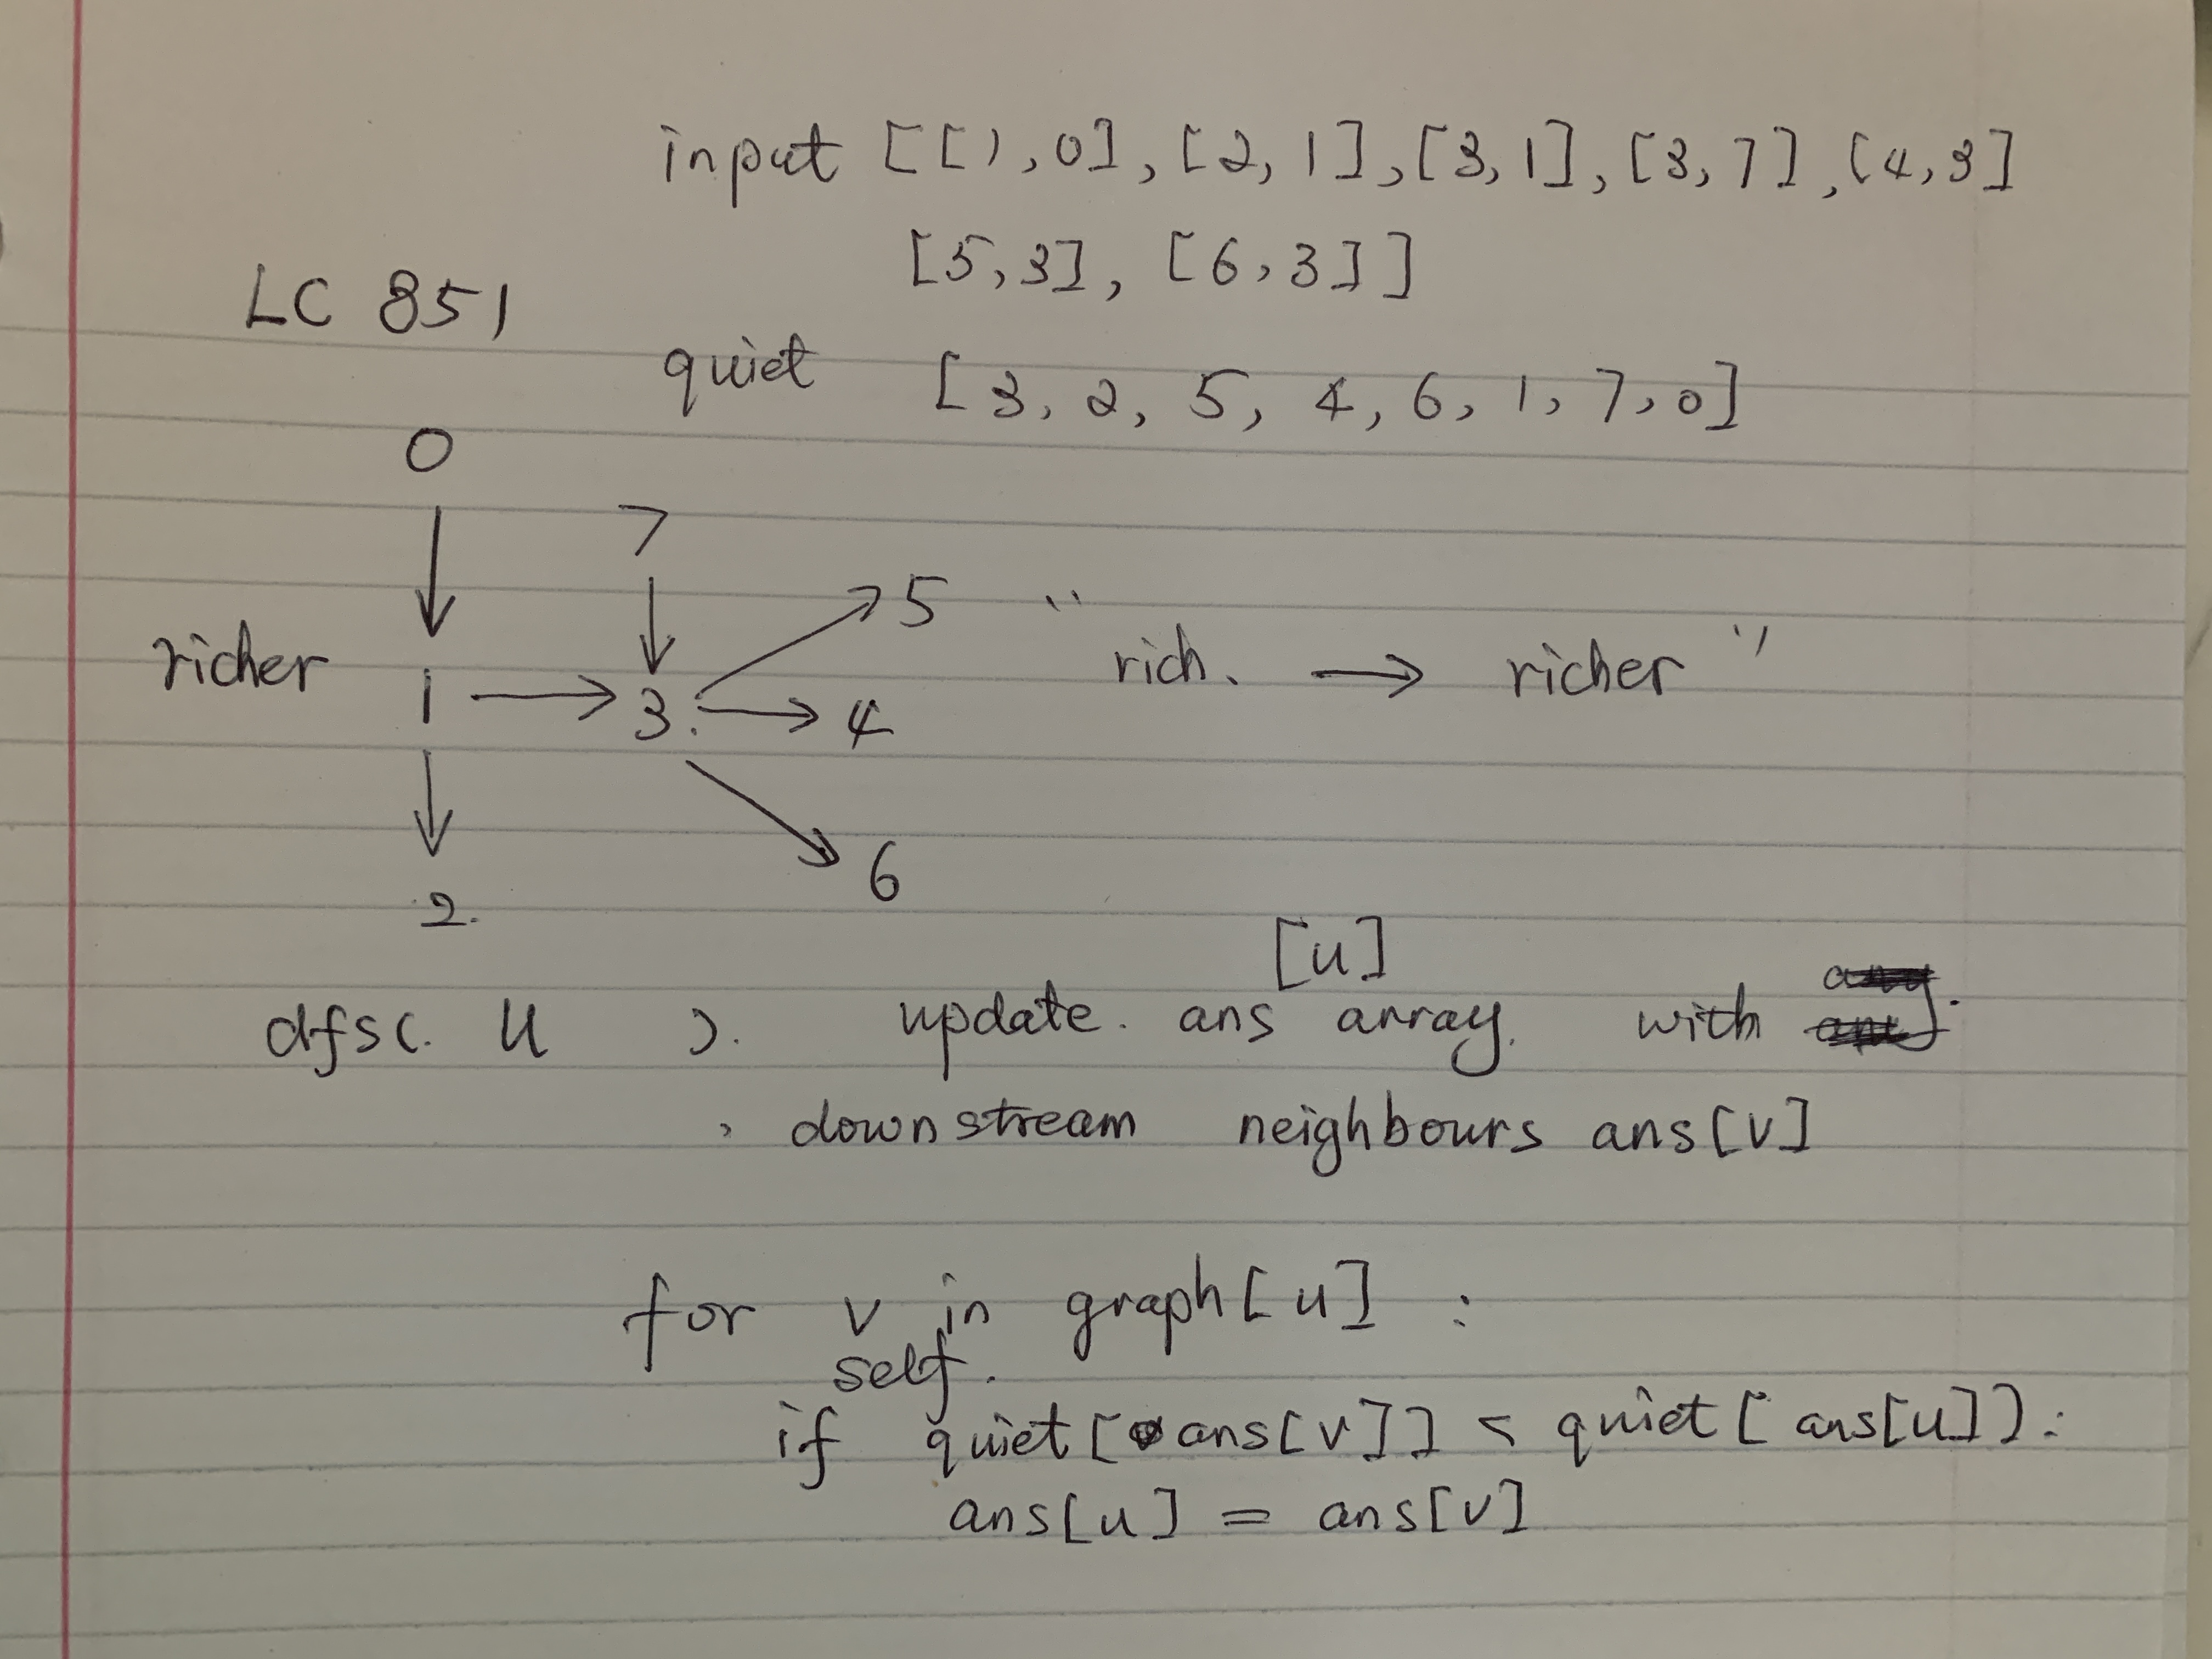 input [[1,0],[2,1],[3,1],[3,7],[4,3]
[5,3],[6,3]]
LC 851
quiet [3,2,5,4,6,1,7,0]
0
7
5
richer 1 → 3. → 4 " rich. → richer "
6
2.
[u]
dfs(. u ). update. ans array. with
, downstream neighbours ans[v]
for v in graph[u] :
self.
if quiet[ans[v]] < quiet[ans[u]]:
ans[u] = ans[v]